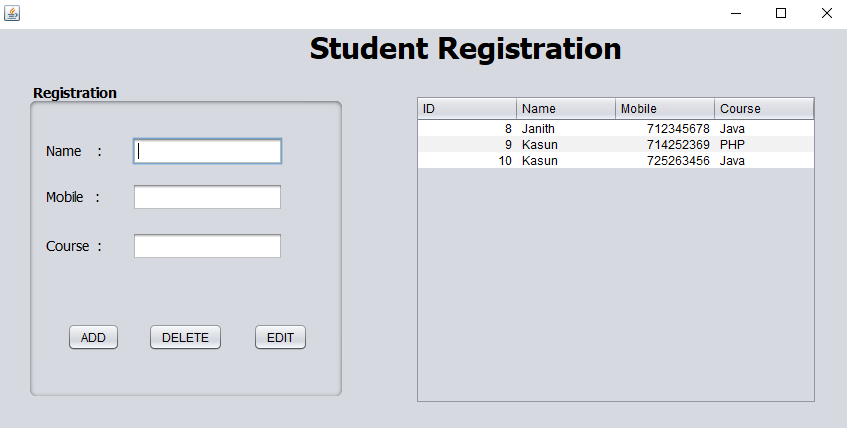 Student Registration
Registration
Name :
Mobile :
Course :
ADD DELETE EDIT
ID Name Mobile Course
8 Janith 712345678 Java
9 Kasun 714252369 PHP
10 Kasun 725263456 Java